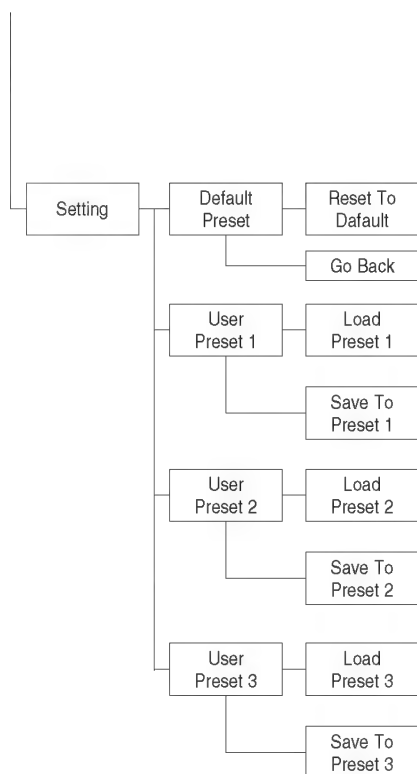 Setting
Default
Preset
Reset To
Dafault
Go Back
User
Preset 1
Load
Preset 1
Save To
Preset 1
User
Preset 2
Load
Preset 2
Save To
Preset 2
User
Preset 3
Load
Preset 3
Save To
Preset 3